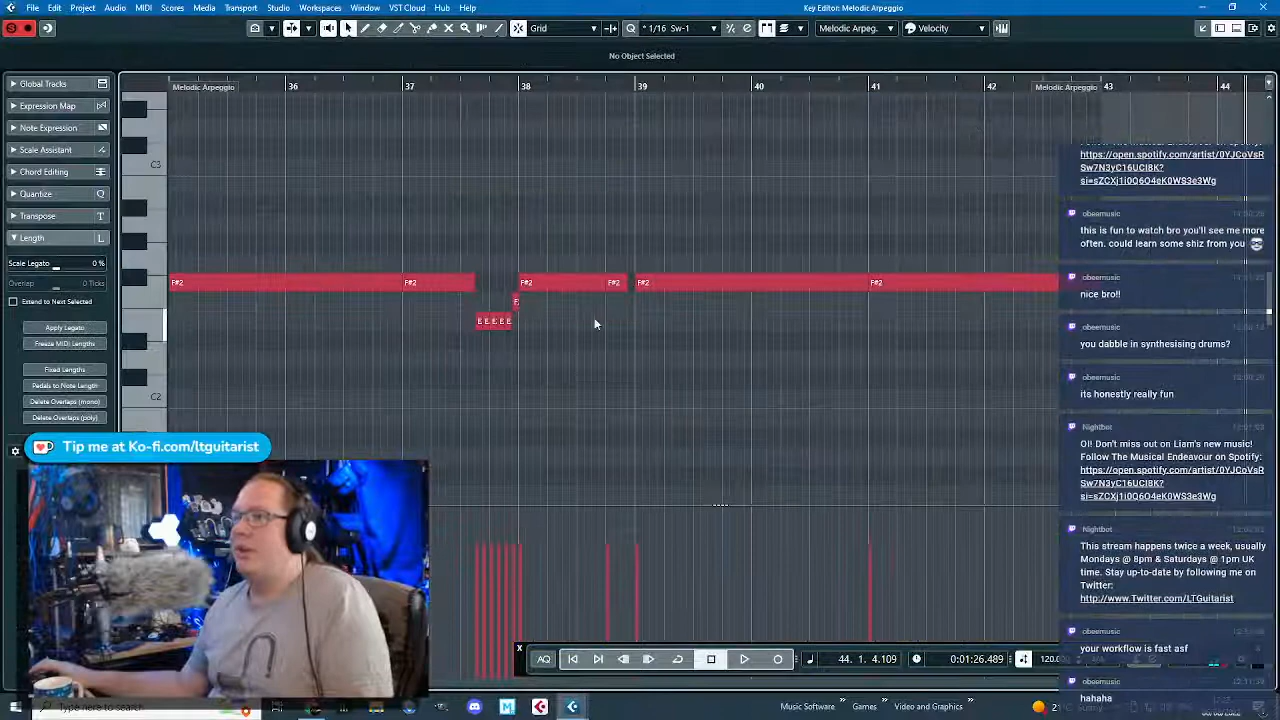 File Edit Project Audio MIDI Scores Media Transport Studio Workspaces Window VST Cloud Hub Help
Key Editor: Melodic Arpeggio
S Grid 1/16 Sw-1 Melodic Arpeg. Velocity
No Object Selected
Global Tracks
Expression Map
Note Expression
Scale Assistant
Chord Editing
Quantize Q
Transpose T
Length L
Scale Legato 0 %
Overlap 0 Ticks
Extend to Next Selected
Apply Legato
Freeze MIDI Lengths
Fixed Lengths
Pedals to Note Length
Delete Overlaps (mono)
Delete Overlaps (poly)
Melodic Arpeggio 36 37 38 39 40 41 42 Melodic Arpeggio 43 44
C3
F#2 F#2 F#2 F#2 F#2 F#2
E E E E E
C2
https://open.spotify.com/artist/0YJCoVsR
Sw7N3yC16UCI8K?
si=sZCXj1i0Q6Q4eK0WS3e3Wg
obeemusic
this is fun to watch bro you'll see me more
often. could learn some shiz from you
obeemusic
nice bro!!
obeemusic
you dabble in synthesising drums?
obeemusic
its honestly really fun
Nightbot
OI! Don't miss out on Liam's new music!
Follow The Musical Endeavour on Spotify:
https://open.spotify.com/artist/0YJCoVsR
Sw7N3yC16UCI8K?
si=sZCXj1i0Q6Q4eK0WS3e3Wg
Nightbot
This stream happens twice a week, usually
Mondays @ 8pm & Saturdays @ 1pm UK
time. Stay up-to-date by following me on
Twitter:
http://www.Twitter.com/LTGuitarist
obeemusic
your workflow is fast asf
obeemusic
hahaha
Tip me at Ko-fi.com/ltguitarist
X AQ 44. 1. 4.109 0:01:26.489 120.0
Type here to search
Music Software Games Video and Graphics